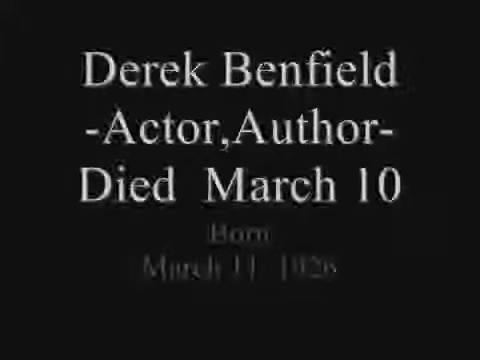 Derek Benfield
-Actor,Author-
Died March 10
Born
March 11 1926